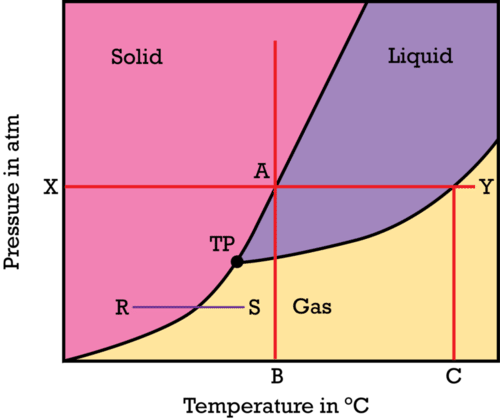 Solid
Liquid
Pressure in atm
X
A
Y
TP
R
S
Gas
B
C
Temperature in °C